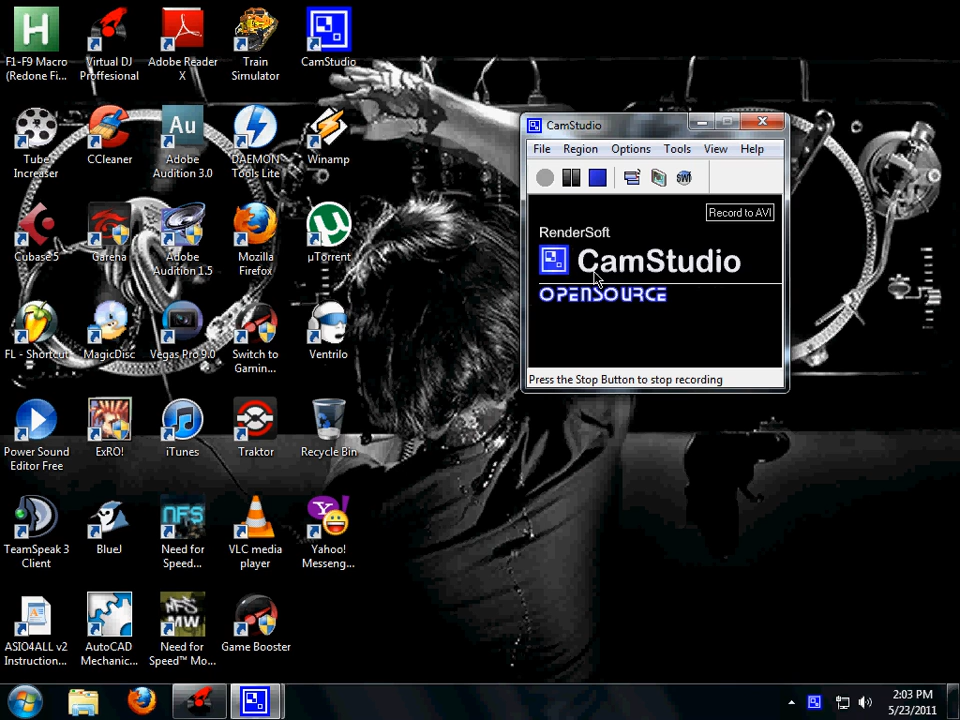 F1-F9 Macro
(Redone Fi...
Virtual DJ
Proffesional
Adobe Reader
X
Train
Simulator
CamStudio
Tube
Increaser
CCleaner
Au
Adobe
Audition 3.0
DAEMON
Tools Lite
Winamp
Cubase 5
Garena
Adobe
Audition 1.5
Mozilla
Firefox
µTorrent
FL - Shortcut
MagicDisc
Vegas Pro 9.0
Switch to
Gamin...
Ventrilo
Power Sound
Editor Free
ExRO!
iTunes
Traktor
Recycle Bin
TeamSpeak 3
Client
BlueJ
NFS
Need for
Speed...
VLC media
player
Yahoo!
Messeng...
ASIO4ALL v2
Instruction...
AutoCAD
Mechanic...
NFS
MW
Need for
Speed™ Mo...
Game Booster
CamStudio
File Region Options Tools View Help
SWF
Record to AVI
RenderSoft
CamStudio
OPENSOURCE
Press the Stop Button to stop recording
2:03 PM
5/23/2011